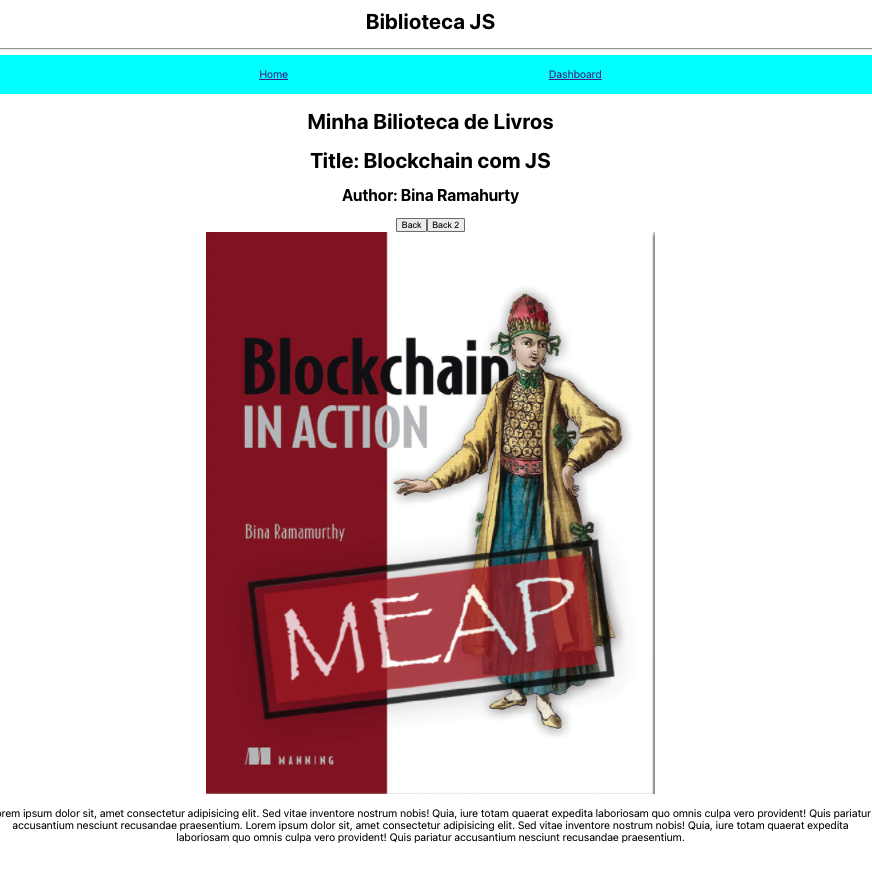 Biblioteca JS
Home Dashboard
Minha Bilioteca de Livros
Title: Blockchain com JS
Author: Bina Ramahurty
Back Back 2
Blockchain
IN ACTION
Bina Ramamurthy
MEAP
MANNING
orem ipsum dolor sit, amet consectetur adipisicing elit. Sed vitae inventore nostrum nobis! Quia, iure totam quaerat expedita laboriosam quo omnis culpa vero provident! Quis pariatur
accusantium nesciunt recusandae praesentium. Lorem ipsum dolor sit, amet consectetur adipisicing elit. Sed vitae inventore nostrum nobis! Quia, iure totam quaerat expedita
laboriosam quo omnis culpa vero provident! Quis pariatur accusantium nesciunt recusandae praesentium.